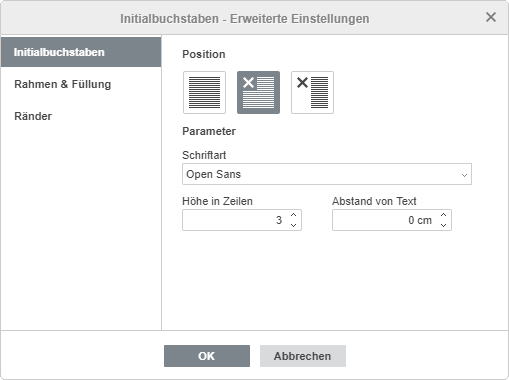 Initialbuchstaben - Erweiterte Einstellungen
Initialbuchstaben
Rahmen & Füllung
Ränder
Position
Parameter
Schriftart
Open Sans
Höhe in Zeilen
Abstand von Text
3
0 cm
OK
Abbrechen